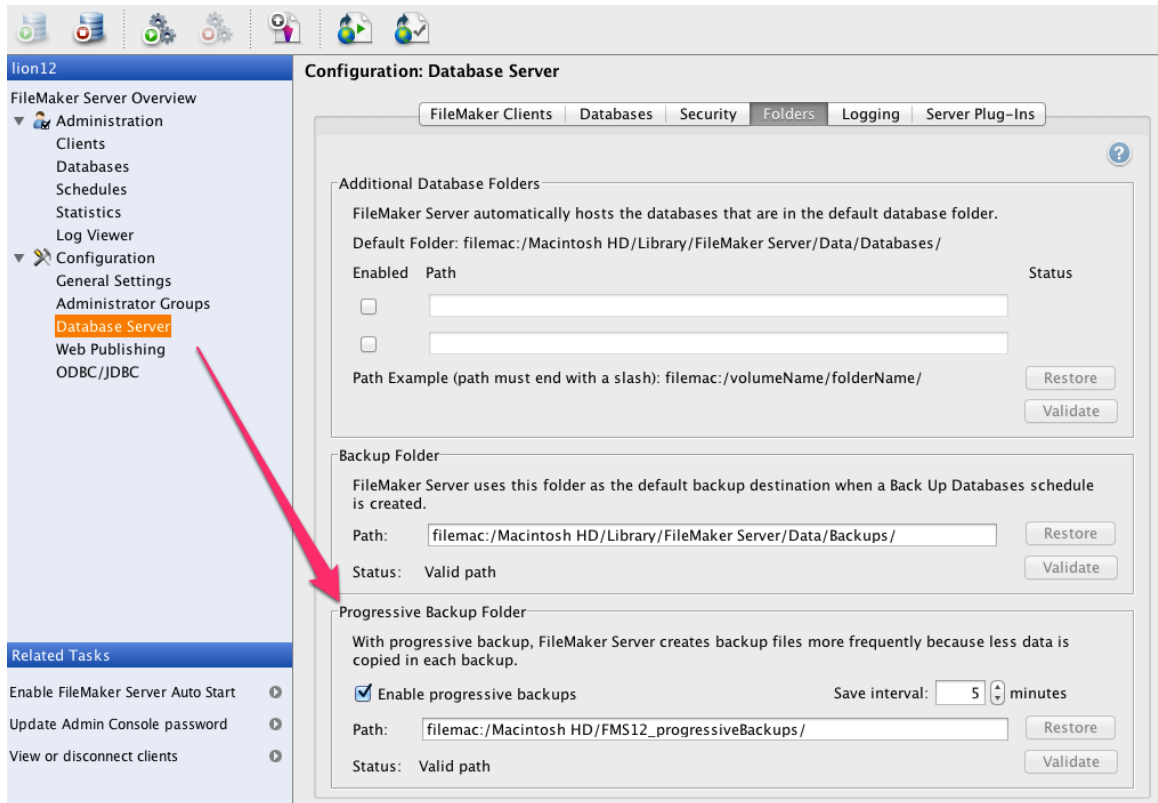 lion12
FileMaker Server Overview
Administration
Clients
Databases
Schedules
Statistics
Log Viewer
Configuration
General Settings
Administrator Groups
Database Server
Web Publishing
ODBC/JDBC
Related Tasks
Enable FileMaker Server Auto Start
Update Admin Console password
View or disconnect clients
Configuration: Database Server
FileMaker Clients Databases Security Folders Logging Server Plug-Ins
?
Additional Database Folders
FileMaker Server automatically hosts the databases that are in the default database folder.
Default Folder: filemac:/Macintosh HD/Library/FileMaker Server/Data/Databases/
Enabled Path Status
Path Example (path must end with a slash): filemac:/volumeName/folderName/ Restore
Validate
Backup Folder
FileMaker Server uses this folder as the default backup destination when a Back Up Databases schedule
is created.
Path: filemac:/Macintosh HD/Library/FileMaker Server/Data/Backups/ Restore
Status: Valid path Validate
Progressive Backup Folder
With progressive backup, FileMaker Server creates backup files more frequently because less data is
copied in each backup.
Enable progressive backups Save interval: 5 minutes
Path: filemac:/Macintosh HD/FMS12_progressiveBackups/ Restore
Status: Valid path Validate